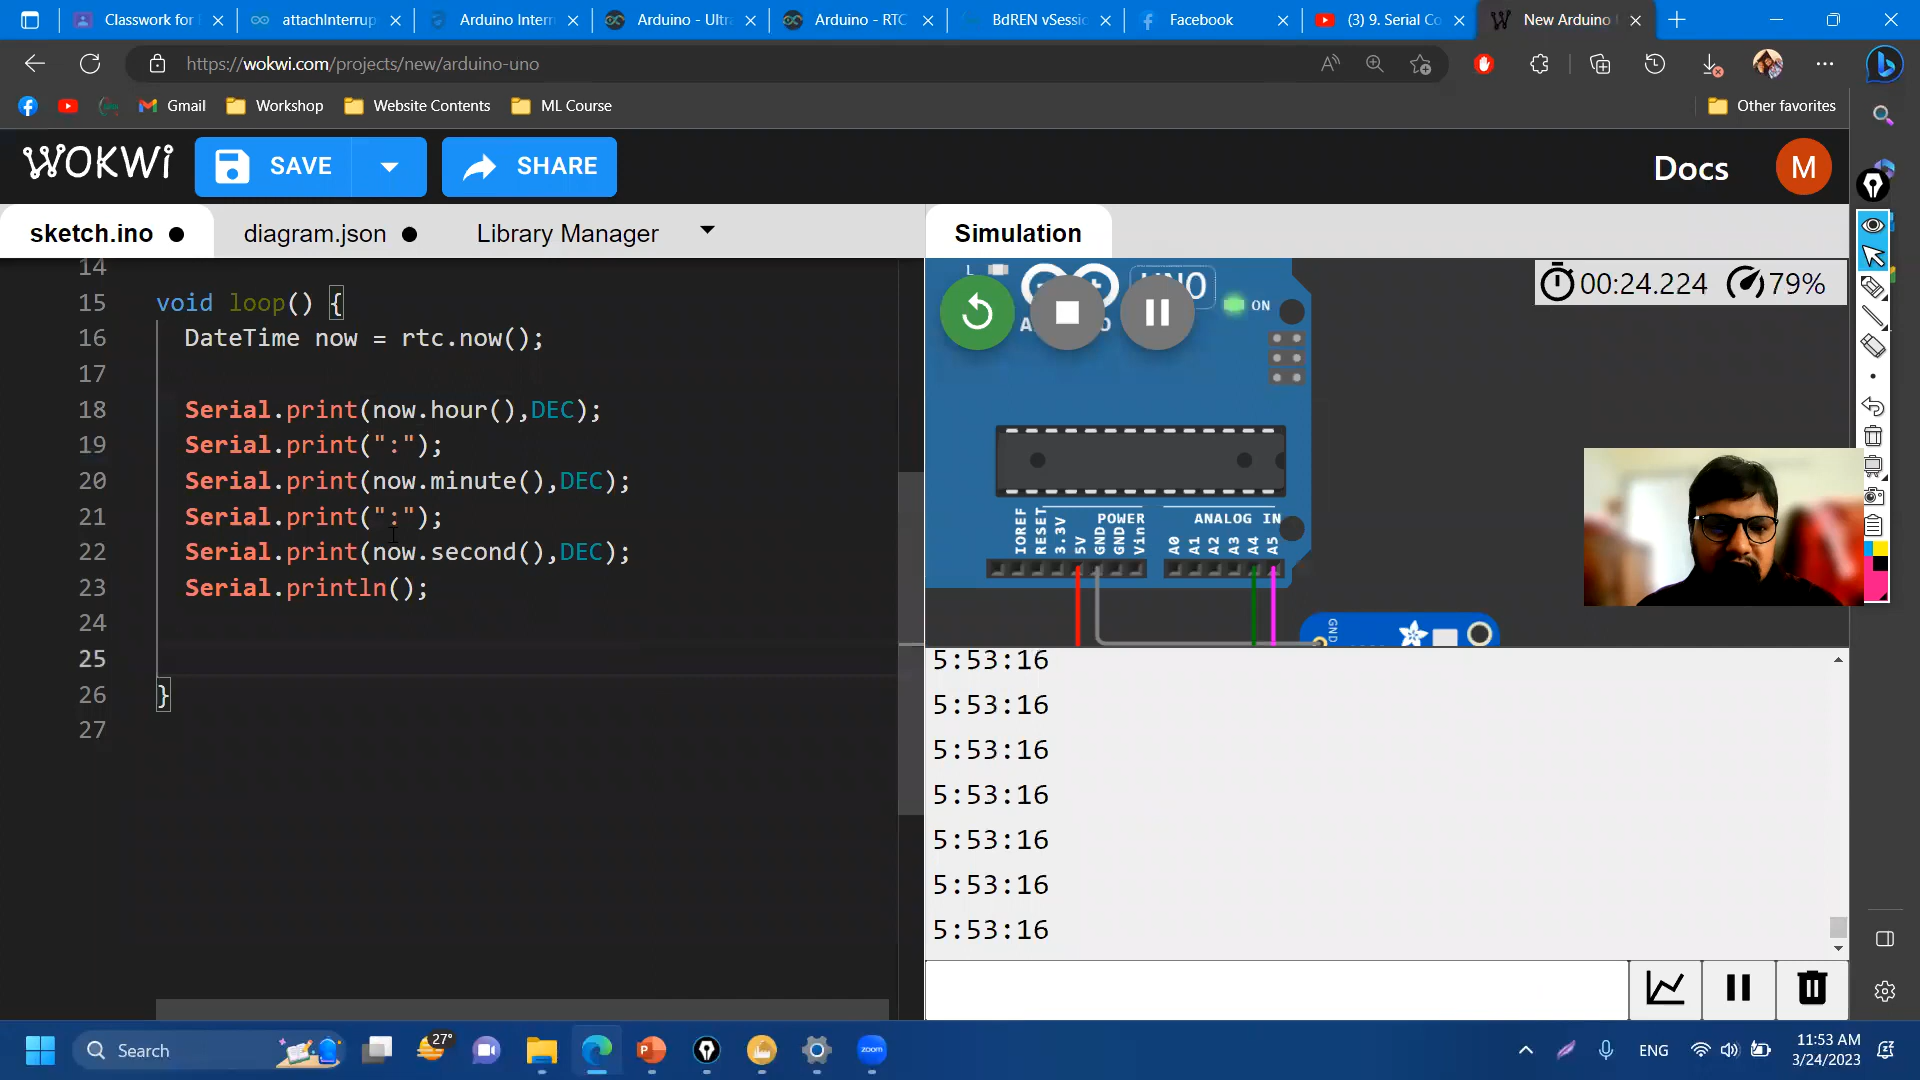 Classwork for
attachInterrup
Arduino Intern
Arduino - Ultra
Arduino - RTC
BdREN vSessio
Facebook
(3) 9. Serial Co
New Arduino
https://wokwi.com/projects/new/arduino-uno
Gmail
Workshop
Website Contents
ML Course
Other favorites
WOKWi
SAVE
SHARE
Docs
M
sketch.ino
diagram.json
Library Manager
Simulation
14
15 void loop() {
16 DateTime now = rtc.now();
17
18 Serial.print(now.hour(),DEC);
19 Serial.print(":");
20 Serial.print(now.minute(),DEC);
21 Serial.print(":");
22 Serial.print(now.second(),DEC);
23 Serial.println();
24
25
26 }
27
00:24.224
79%
L
UNO
ON
IOREF
RESET
3.3V
5V
GND
GND
Vin
POWER
ANALOG IN
A0
A1
A2
A3
A4
A5
GND
5:53:16
5:53:16
5:53:16
5:53:16
5:53:16
5:53:16
5:53:16
Search
27°
zoom
ENG
11:53 AM
3/24/2023